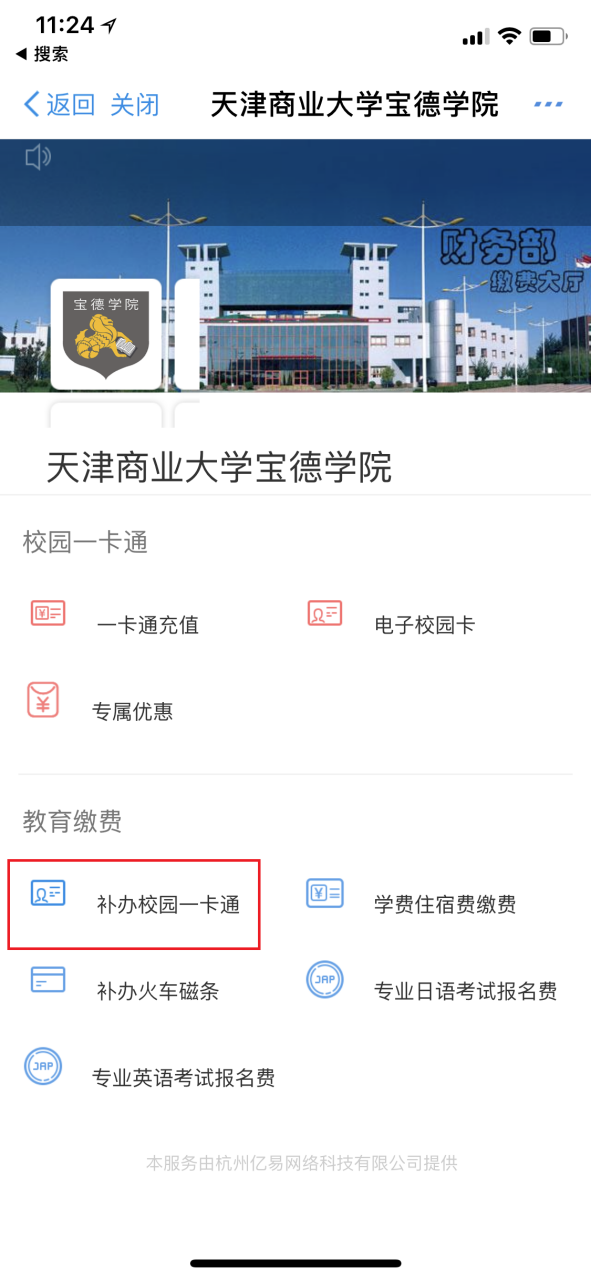 11:24
搜索
返回 关闭 天津商业大学宝德学院
财务部
缴费大厅
宝德学院
天津商业大学宝德学院
校园一卡通
一卡通充值 电子校园卡
专属优惠
教育缴费
补办校园一卡通 学费住宿费缴费
补办火车磁条 JAP 专业日语考试报名费
JAP 专业英语考试报名费
本服务由杭州亿易网络科技有限公司提供